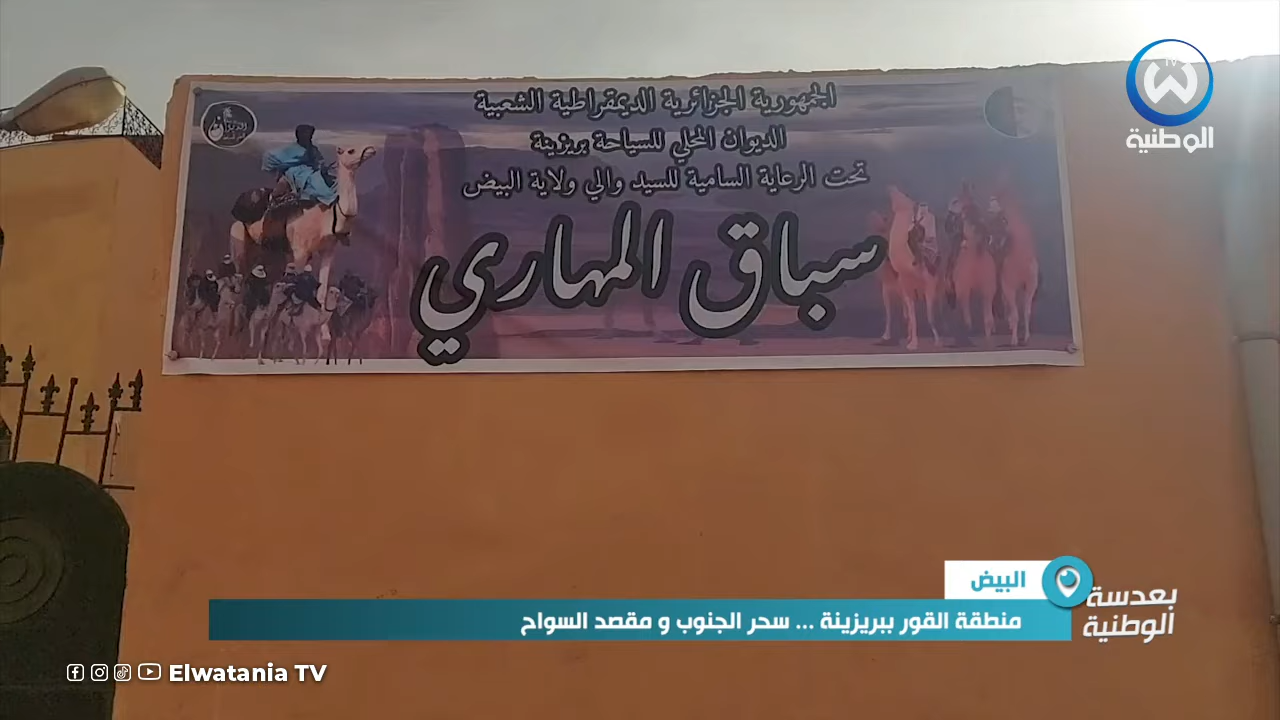 الجمهورية الجزائرية الديمقراطية الشعبية
الديوان المحلي للسياحة بريزينة
تحت الرعاية السامية للسيد والي ولاية البيض
سباق المهاري
TV
الوطنية
البيض
منطقة القور ببريزينة ... سحر الجنوب و مقصد السواح
بعدسة
الوطنية
Elwatania TV